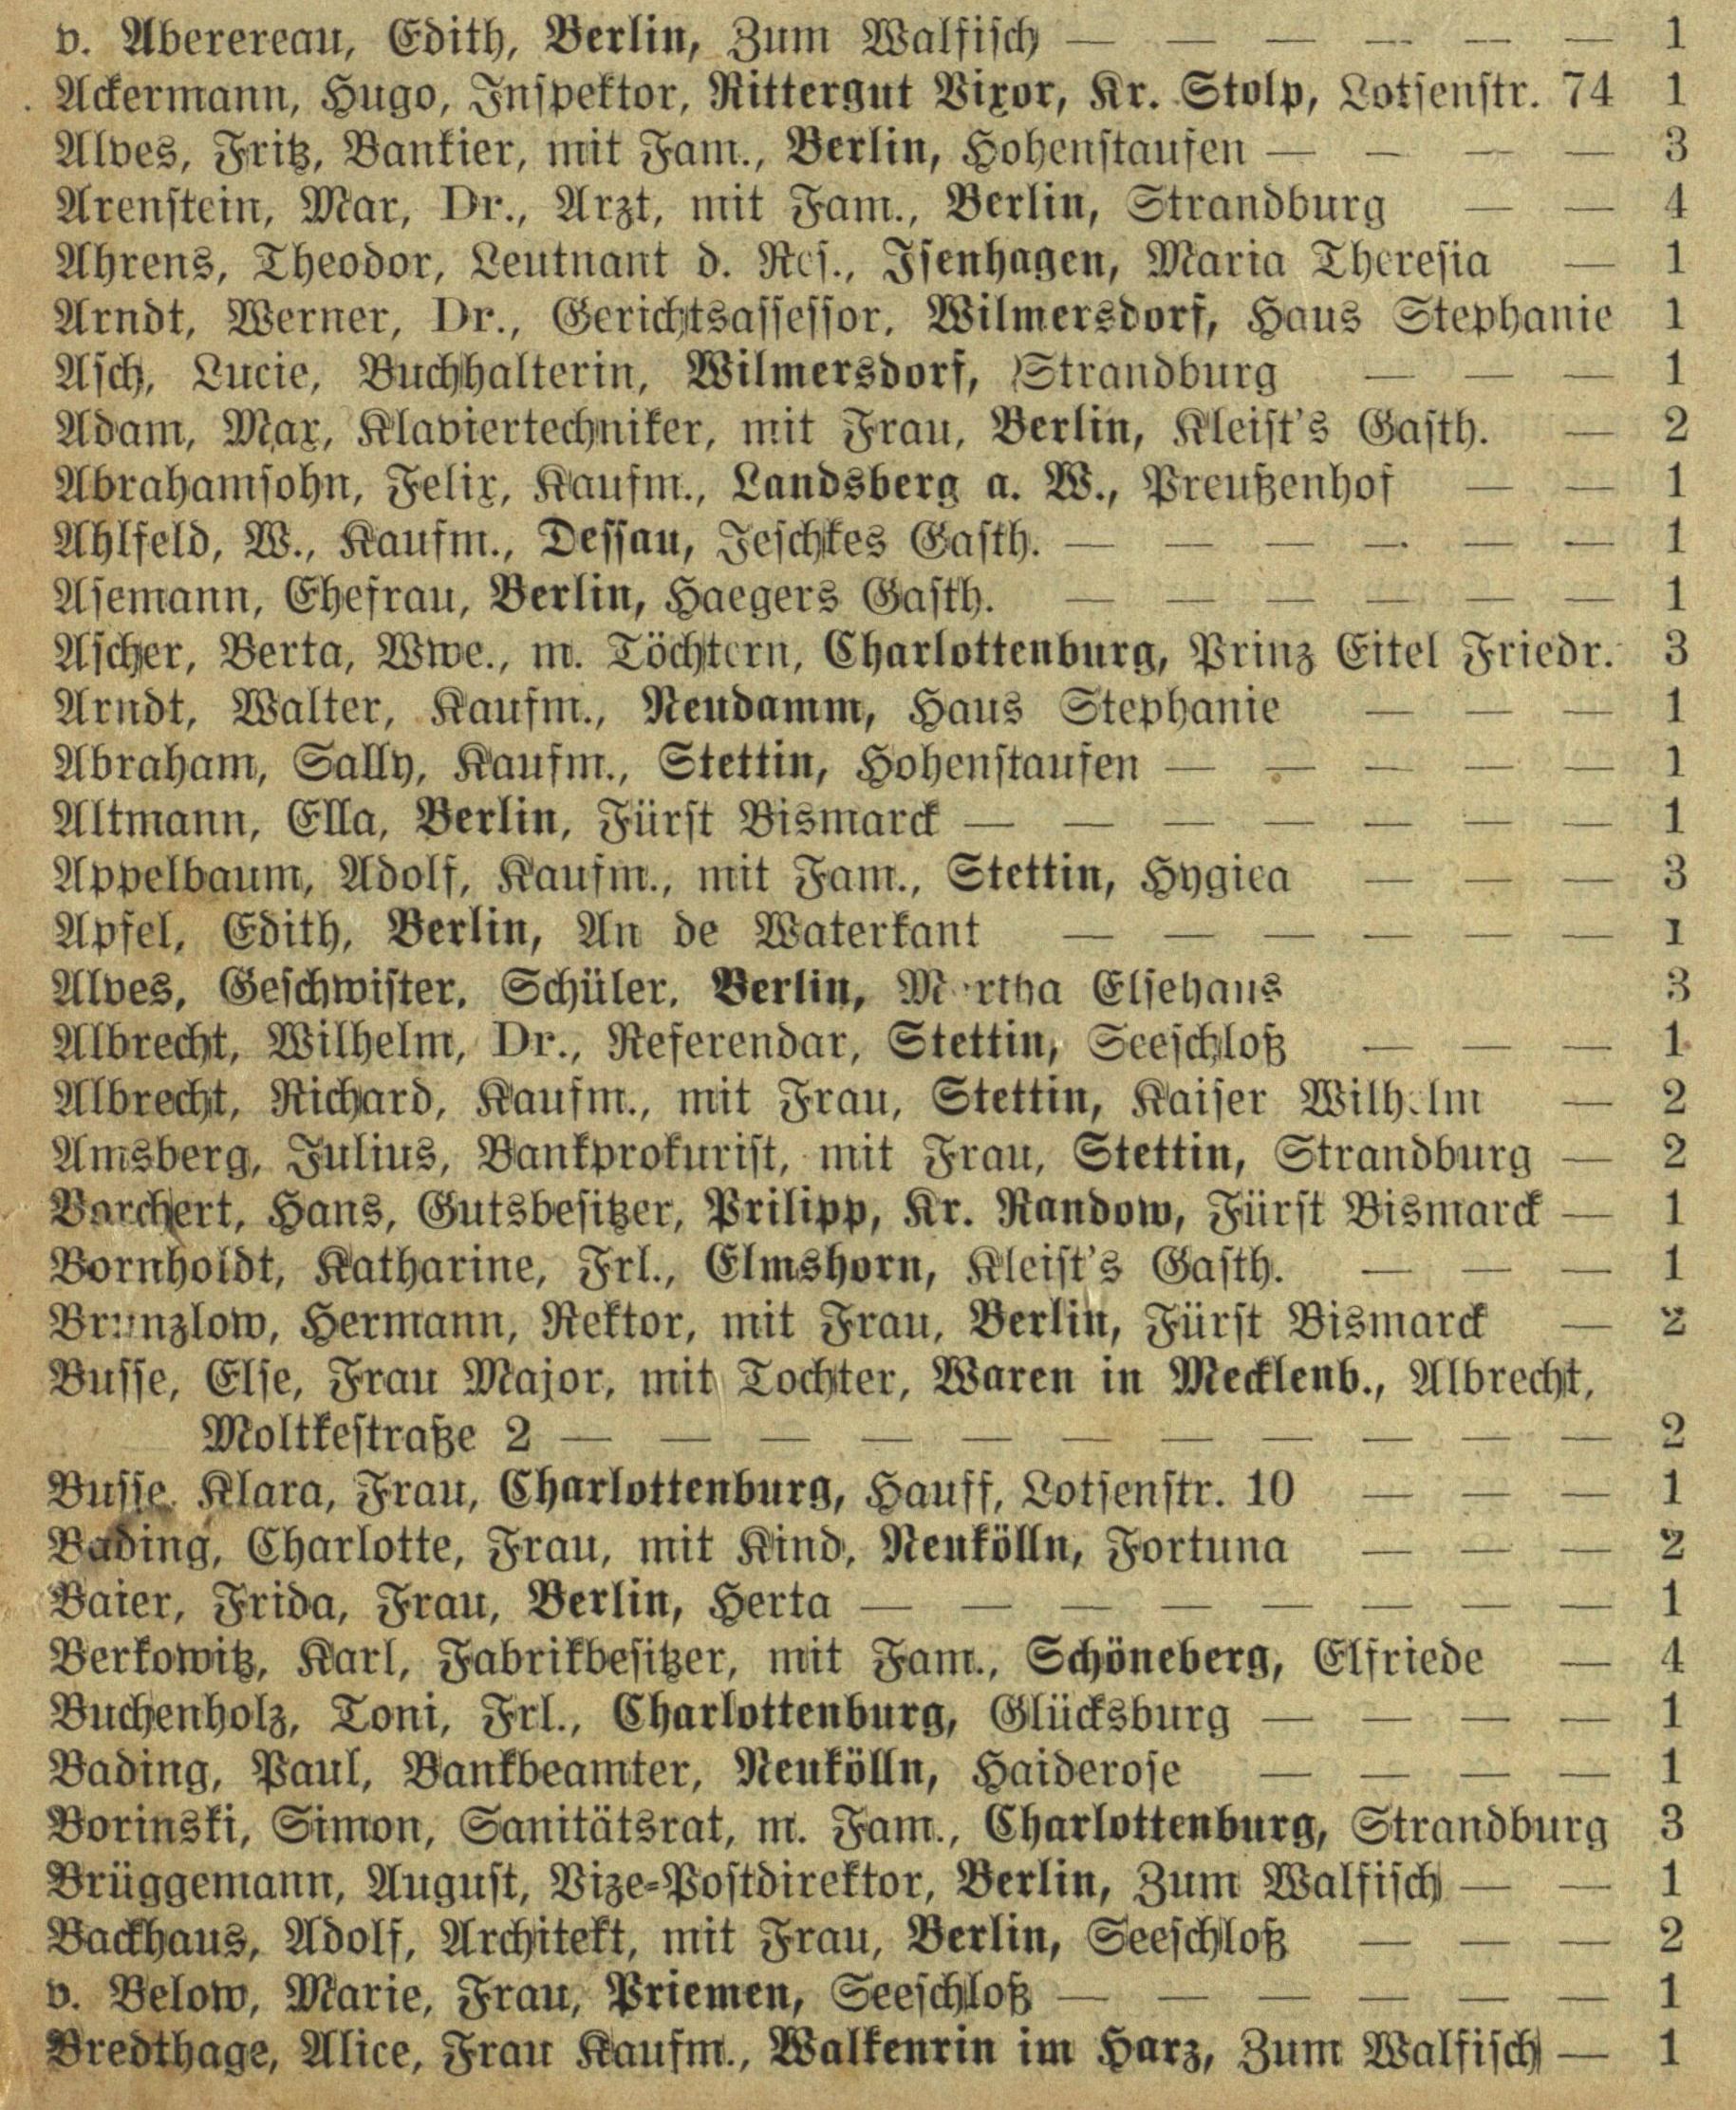 v. Aberereau, Edith, Berlin, Zum Walfisch — — — — — — 1
Ackermann, Hugo, Inspektor, Rittergut Vixor, Kr. Stolp, Lotsenstr. 74 1
Alves, Fritz, Bankier, mit Fam., Berlin, Hohenstaufen — — — — 3
Arenstein, Max, Dr., Arzt, mit Fam., Berlin, Strandburg — — 4
Ahrens, Theodor, Leutnant d. Res., Isenhagen, Maria Theresia — 1
Arndt, Werner, Dr., Gerichtsassessor, Wilmersdorf, Haus Stephanie 1
Asch, Lucie, Buchhalterin, Wilmersdorf, Strandburg — — — 1
Adam, Max, Klaviertechniker, mit Frau, Berlin, Kleist's Gasth. — 2
Abrahamsohn, Felix, Kaufm., Landsberg a. W., Preußenhof — — 1
Ahlfeld, W., Kaufm., Dessau, Jeschkes Gasth. — — — — — — 1
Asemann, Ehefrau, Berlin, Haegers Gasth. — — — — — — 1
Ascher, Berta, Wwe., m. Töchtern, Charlottenburg, Prinz Eitel Friedr. 3
Arndt, Walter, Kaufm., Neudamm, Haus Stephanie — — — 1
Abraham, Sally, Kaufm., Stettin, Hohenstaufen — — — — — 1
Altmann, Ella, Berlin, Fürst Bismarck — — — — — — — 1
Appelbaum, Adolf, Kaufm., mit Fam., Stettin, Hygiea — — — 3
Apfel, Edith, Berlin, An de Waterkant — — — — — — 1
Alves, Geschwister, Schüler, Berlin, Martha Elsehaus 3
Albrecht, Wilhelm, Dr., Referendar, Stettin, Seeschloß — — — 1
Albrecht, Richard, Kaufm., mit Frau, Stettin, Kaiser Wilhelm — 2
Amsberg, Julius, Bankprokurist, mit Frau, Stettin, Strandburg — 2
Barchert, Hans, Gutsbesitzer, Prilipp, Kr. Randow, Fürst Bismarck — 1
Bornholdt, Katharine, Frl., Elmshorn, Kleist's Gasth. — — — 1
Brunzlow, Hermann, Rektor, mit Frau, Berlin, Fürst Bismarck — 2
Busse, Else, Frau Major, mit Tochter, Waren in Mecklenb., Albrecht,
Moltkestraße 2 — — — — — — — — — — — 2
Busse, Klara, Frau, Charlottenburg, Hauff, Lotsenstr. 10 — — — 1
Bading, Charlotte, Frau, mit Kind, Neukölln, Fortuna — — — 2
Baier, Frida, Frau, Berlin, Herta — — — — — — — — 1
Berkowitz, Karl, Fabrikbesitzer, mit Fam., Schöneberg, Elfriede — 4
Buchenholz, Toni, Frl., Charlottenburg, Glücksburg — — — — 1
Bading, Paul, Bankbeamter, Neukölln, Haiderose — — — — 1
Borinski, Simon, Sanitätsrat, m. Fam., Charlottenburg, Strandburg 3
Brüggemann, August, Vize-Postdirektor, Berlin, Zum Walfisch — — 1
Backhaus, Adolf, Architekt, mit Frau, Berlin, Seeschloß — — — 2
v. Below, Marie, Frau, Priemen, Seeschloß — — — — — — 1
Bredthage, Alice, Frau Kaufm., Walkenrin im Harz, Zum Walfisch — 1